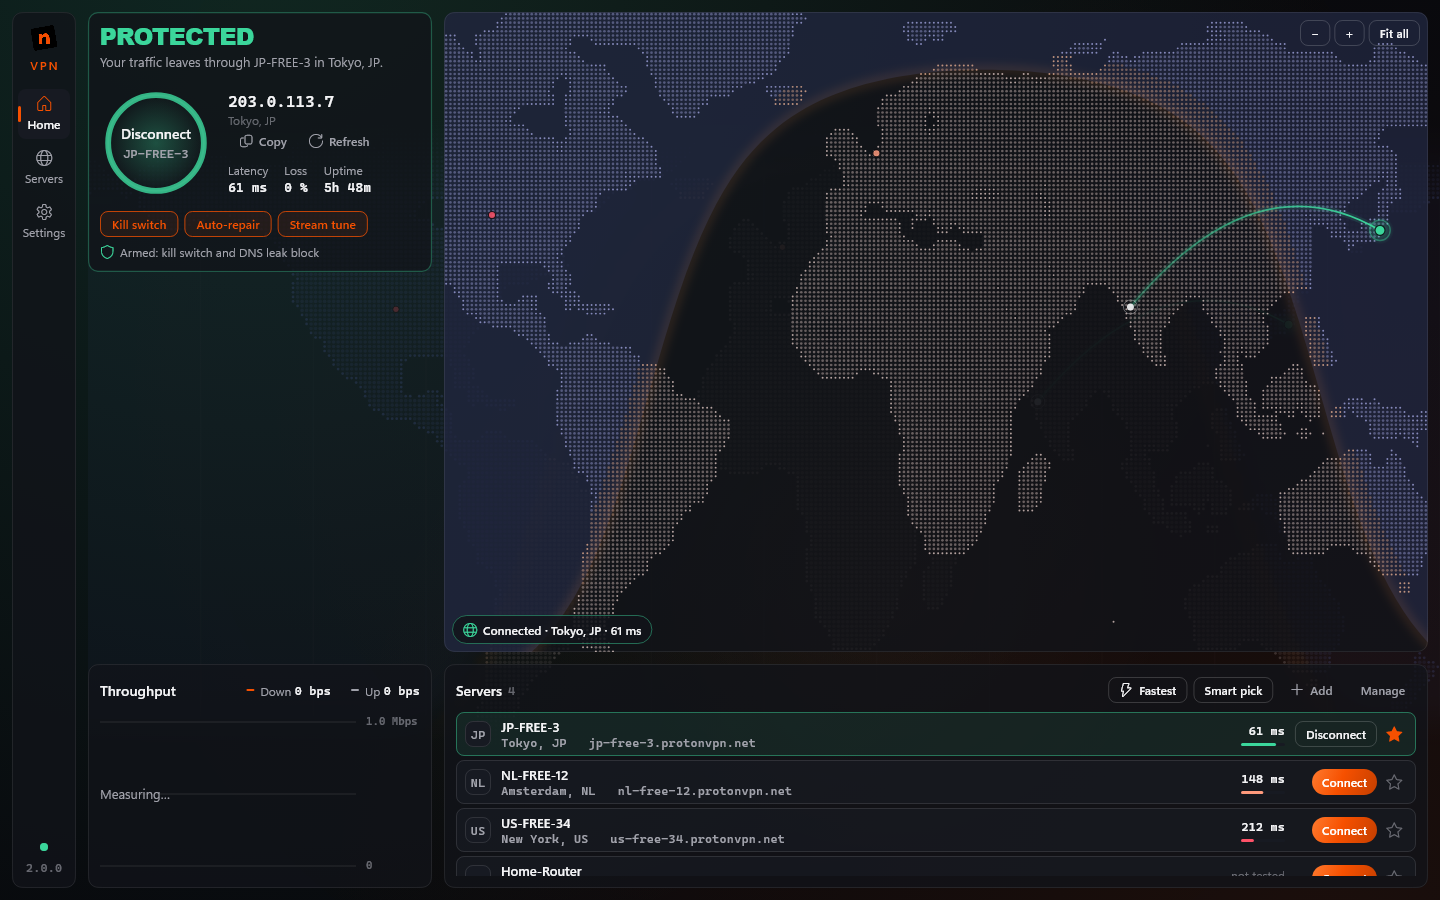 n
VPN
Home
Servers
Settings
2.0.0
PROTECTED
Your traffic leaves through JP-FREE-3 in Tokyo, JP.
Disconnect
JP-FREE-3
203.0.113.7
Tokyo, JP
Copy Refresh
Latency Loss Uptime
61 ms 0 % 5h 48m
Kill switch Auto-repair Stream tune
Armed: kill switch and DNS leak block
− + Fit all
Connected · Tokyo, JP · 61 ms
Throughput Down 0 bps Up 0 bps
1.0 Mbps
Measuring...
0
Servers 4 Fastest Smart pick Add Manage
JP JP-FREE-3 61 ms Disconnect
Tokyo, JP jp-free-3.protonvpn.net
NL NL-FREE-12 148 ms Connect
Amsterdam, NL nl-free-12.protonvpn.net
US US-FREE-34 212 ms Connect
New York, US us-free-34.protonvpn.net
Home-Router not tested